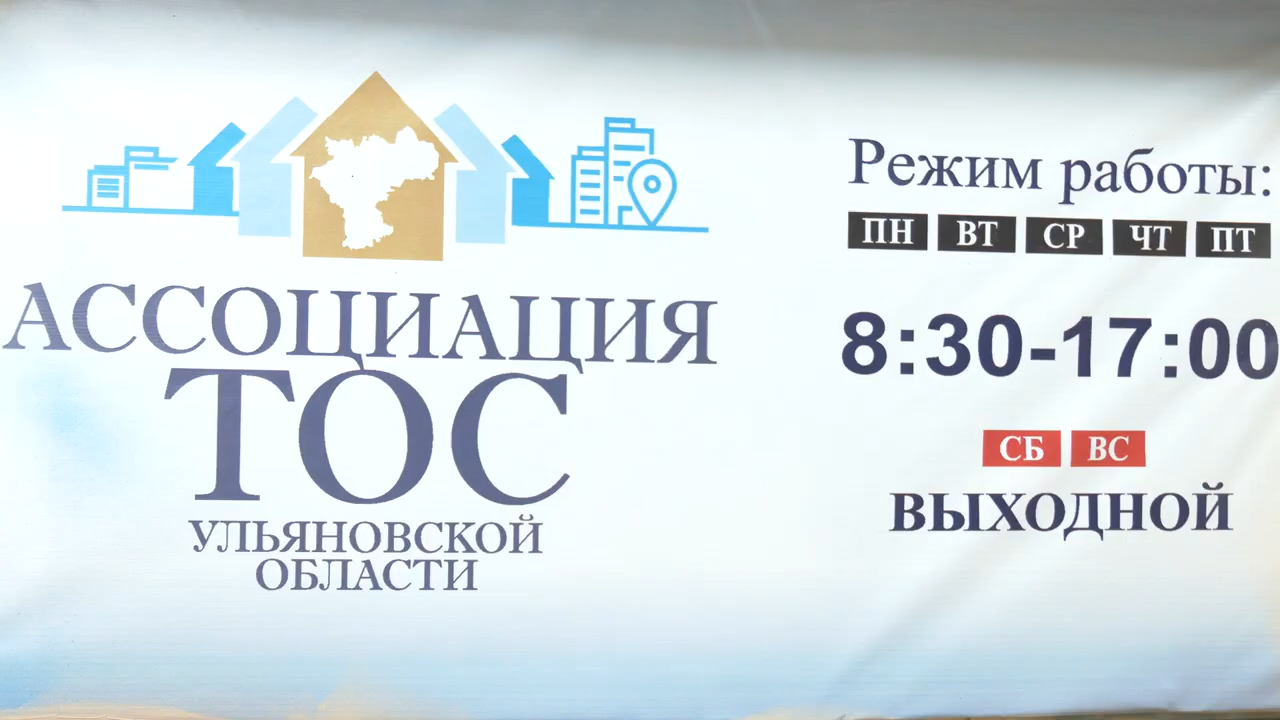 АССОЦИАЦИЯ
ТОС
УЛЬЯНОВСКОЙ
ОБЛАСТИ
Режим работы:
ПН ВТ СР ЧТ ПТ
8:30-17:00
СБ ВС
ВЫХОДНОЙ